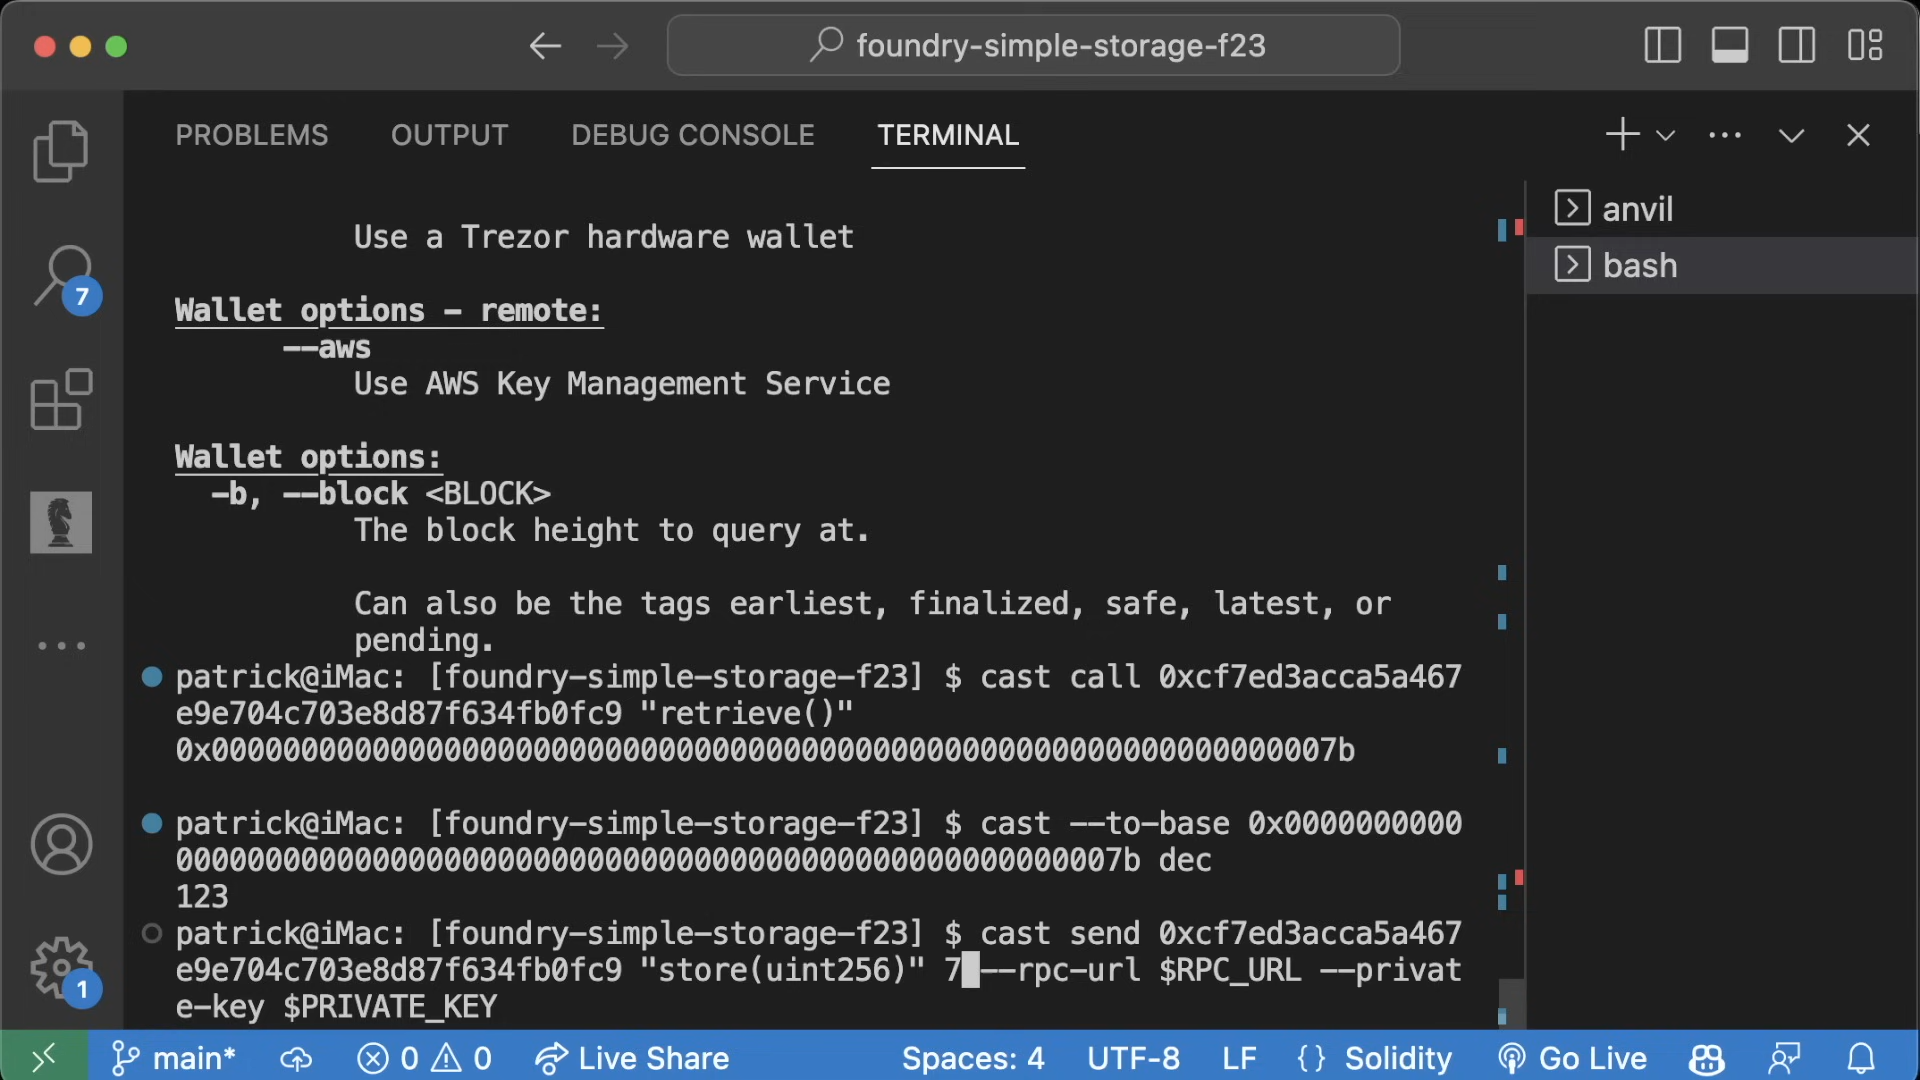 foundry-simple-storage-f23
PROBLEMS OUTPUT DEBUG CONSOLE TERMINAL
anvil
bash
7
1
Use a Trezor hardware wallet
Wallet options - remote:
--aws
Use AWS Key Management Service
Wallet options:
-b, --block <BLOCK>
The block height to query at.
Can also be the tags earliest, finalized, safe, latest, or
pending.
patrick@iMac: [foundry-simple-storage-f23] $ cast call 0xcf7ed3acca5a467
e9e704c703e8d87f634fb0fc9 "retrieve()"
0x000000000000000000000000000000000000000000000000000000000000007b
patrick@iMac: [foundry-simple-storage-f23] $ cast --to-base 0x0000000000
00000000000000000000000000000000000000000000000000007b dec
123
patrick@iMac: [foundry-simple-storage-f23] $ cast send 0xcf7ed3acca5a467
e9e704c703e8d87f634fb0fc9 "store(uint256)" 7 --rpc-url $RPC_URL --privat
e-key $PRIVATE_KEY
main* 0 0 Live Share Spaces: 4 UTF-8 LF {} Solidity Go Live